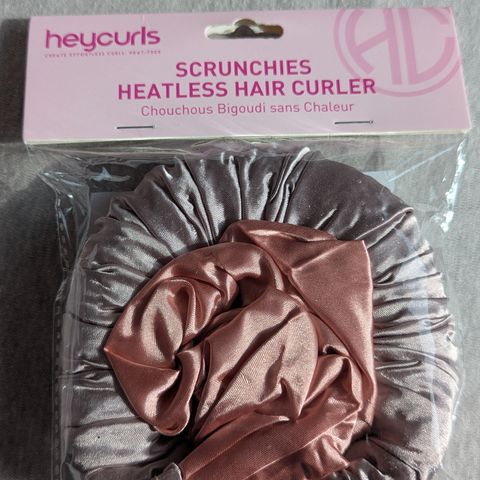 heycurls
CREATE EFFORTLESS CURLS, HEAT-FREE
SCRUNCHIES
HEATLESS HAIR CURLER
Chouchous Bigoudi sans Chaleur